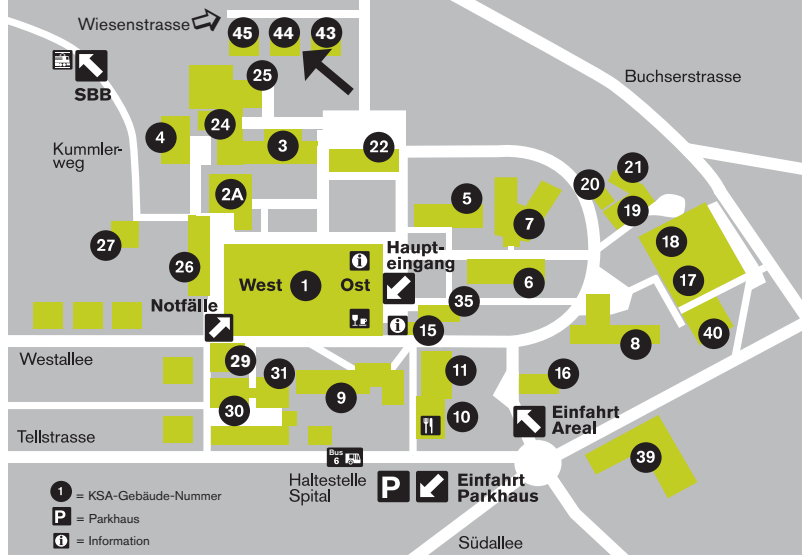 Wiesenstrasse
45
44
43
SBB
25
Buchserstrasse
Kummler-
weg
4
24
3
22
2A
5
7
20
21
19
18
17
27
26
West
1
Ost
i
Haupt-
eingang
6
35
Notfälle
i
15
8
40
Westallee
29
31
9
11
16
30
10
Einfahrt
Areal
Tellstrasse
39
Bus
6
Haltestelle
Spital
P
Einfahrt
Parkhaus
Südallee
1 = KSA-Gebäude-Nummer
P = Parkhaus
i = Information